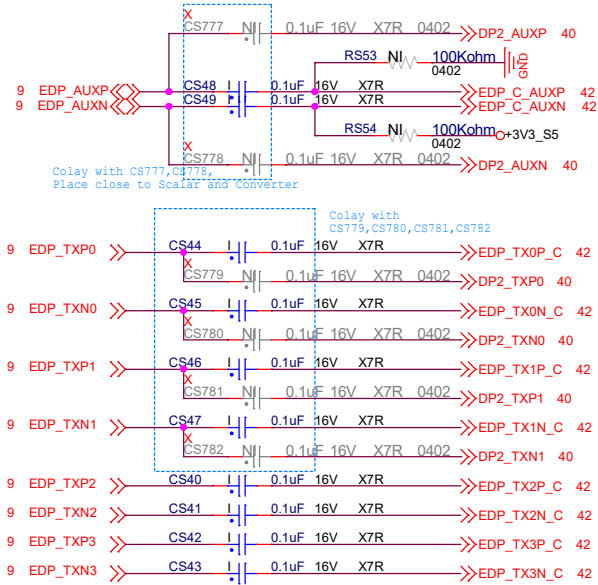 X
CS777 NI 0.1uF 16V X7R 0402 DP2_AUXP 40
RS53 NI 100Kohm
0402
GND
9 EDP_AUXP CS48 I 0.1uF 16V X7R EDP_C_AUXP 42
9 EDP_AUXN CS49 I 0.1uF 16V X7R EDP_C_AUXN 42
RS54 NI 100Kohm
0402
+3V3_S5
X
CS778 NI 0.1uF 16V X7R 0402 DP2_AUXN 40
Colay with CS777,CS778,
Place close to Scalar and Converter
Colay with
CS779,CS780,CS781,CS782
9 EDP_TXP0 CS44 I 0.1uF 16V X7R EDP_TX0P_C 42
X
CS779 NI 0.1uF 16V X7R 0402 DP2_TXP0 40
9 EDP_TXN0 CS45 I 0.1uF 16V X7R EDP_TX0N_C 42
X
CS780 NI 0.1uF 16V X7R 0402 DP2_TXN0 40
9 EDP_TXP1 CS46 I 0.1uF 16V X7R EDP_TX1P_C 42
X
CS781 NI 0.1uF 16V X7R 0402 DP2_TXP1 40
9 EDP_TXN1 CS47 I 0.1uF 16V X7R EDP_TX1N_C 42
X
CS782 NI 0.1uF 16V X7R 0402 DP2_TXN1 40
9 EDP_TXP2 CS40 I 0.1uF 16V X7R EDP_TX2P_C 42
9 EDP_TXN2 CS41 I 0.1uF 16V X7R EDP_TX2N_C 42
9 EDP_TXP3 CS42 I 0.1uF 16V X7R EDP_TX3P_C 42
9 EDP_TXN3 CS43 I 0.1uF 16V X7R EDP_TX3N_C 42